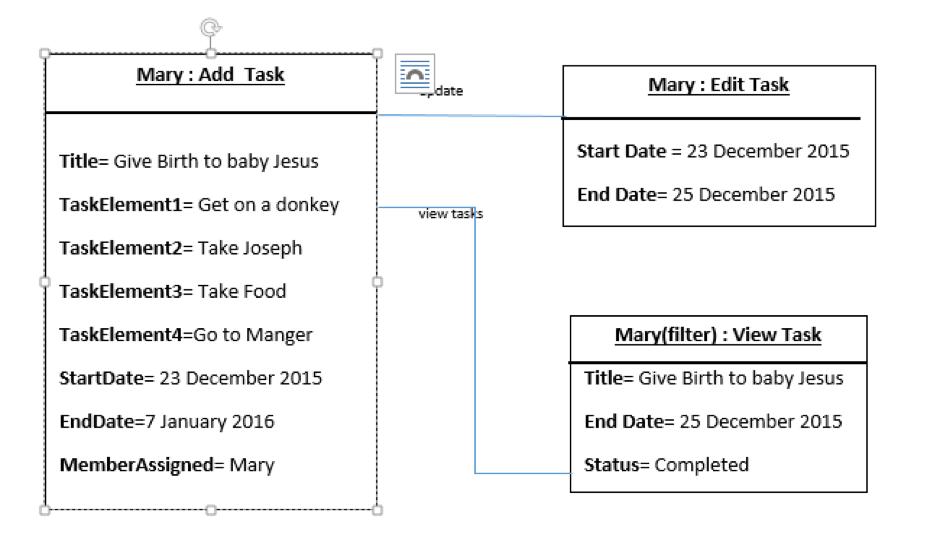 Mary : Add Task
Title= Give Birth to baby Jesus
TaskElement1= Get on a donkey
TaskElement2= Take Joseph
TaskElement3= Take Food
TaskElement4=Go to Manger
StartDate= 23 December 2015
EndDate=7 January 2016
MemberAssigned= Mary
update
view tasks
Mary : Edit Task
Start Date = 23 December 2015
End Date= 25 December 2015
Mary(filter) : View Task
Title= Give Birth to baby Jesus
End Date= 25 December 2015
Status= Completed